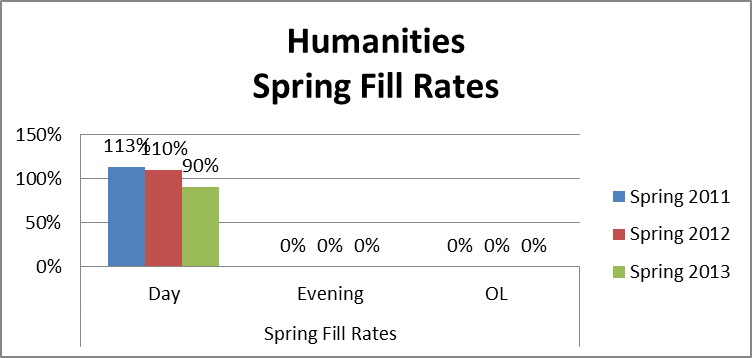 Humanities
Spring Fill Rates
150%
113% 110%
90%
100%
50%
0% 0% 0% 0% 0% 0%
0%
Day Evening OL
Spring Fill Rates
Spring 2011
Spring 2012
Spring 2013